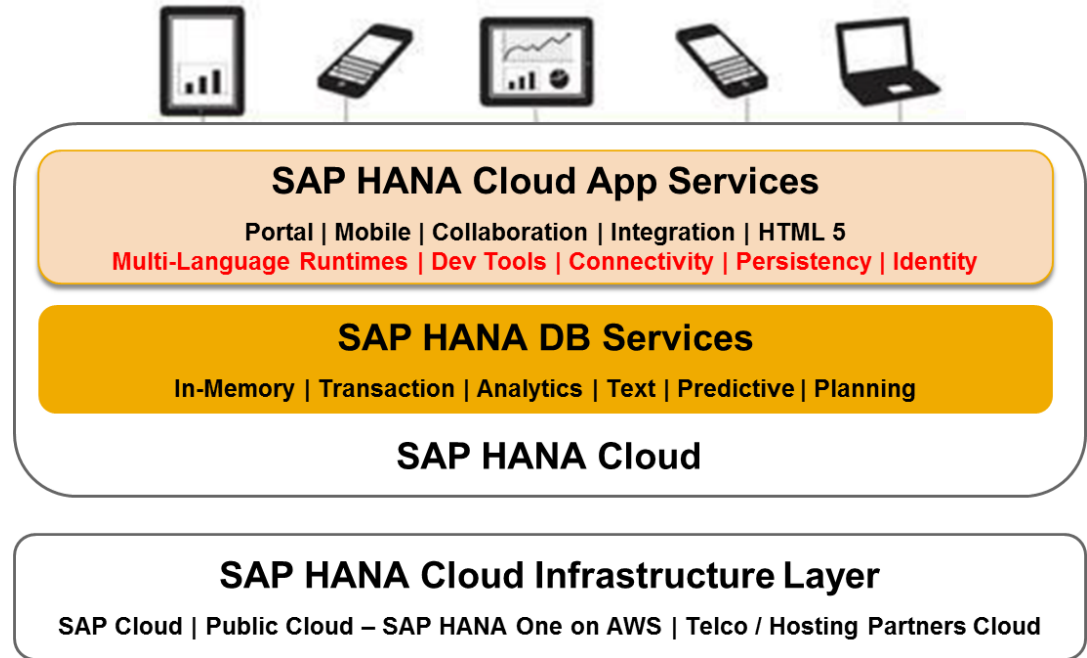 SAP HANA Cloud App Services
Portal | Mobile | Collaboration | Integration | HTML 5
Multi-Language Runtimes | Dev Tools | Connectivity | Persistency | Identity
SAP HANA DB Services
In-Memory | Transaction | Analytics | Text | Predictive | Planning
SAP HANA Cloud
SAP HANA Cloud Infrastructure Layer
SAP Cloud | Public Cloud – SAP HANA One on AWS | Telco / Hosting Partners Cloud